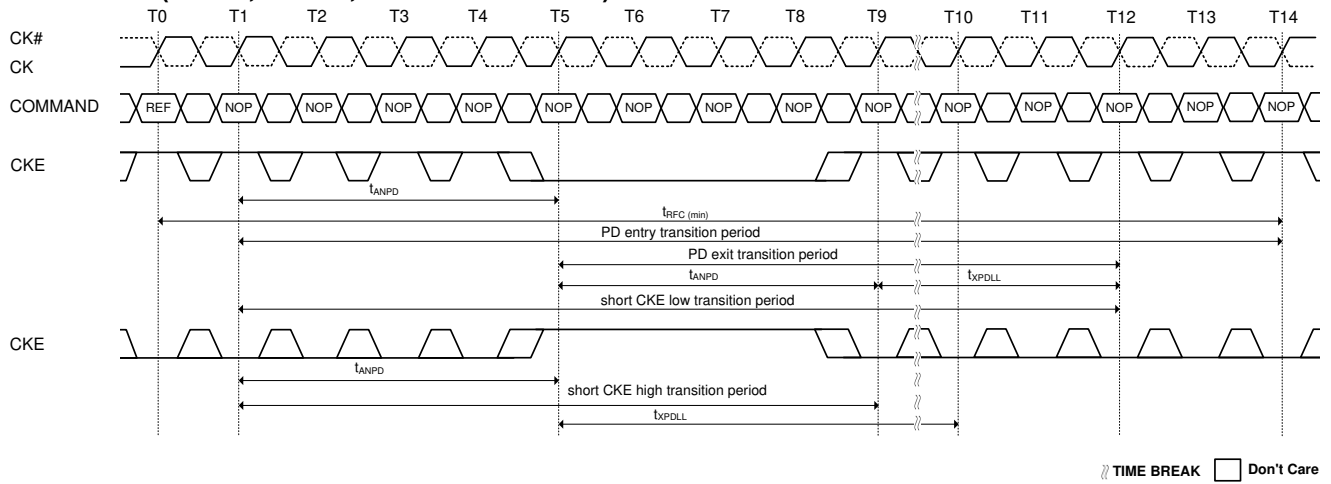 T0 T1 T2 T3 T4 T5 T6 T7 T8 T9 T10 T11 T12 T13 T14
CK#
CK
COMMAND REF NOP NOP NOP NOP NOP NOP NOP NOP NOP NOP NOP NOP NOP NOP
CKE
tANPD
tRFC (min)
PD entry transition period
PD exit transition period
tANPD tXPDLL
short CKE low transition period
CKE
tANPD
short CKE high transition period
tXPDLL
TIME BREAK Don't Care